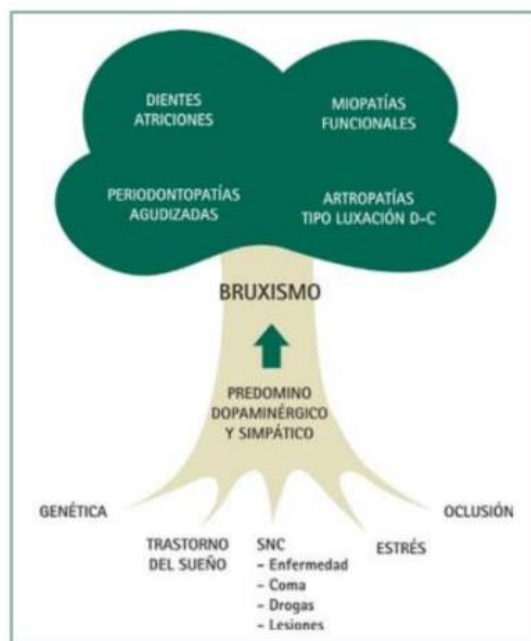 DIENTES
ATRICIONES
MIOPATÍAS
FUNCIONALES
PERIODONTOPATÍAS
AGUDIZADAS
ARTROPATÍAS
TIPO LUXACIÓN D-C
BRUXISMO
PREDOMINO
DOPAMINÉRGICO
Y SIMPÁTICO
GENÉTICA
TRASTORNO
DEL SUEÑO
SNC
- Enfermedad
- Coma
- Drogas
- Lesiones
ESTRÉS
OCLUSIÓN